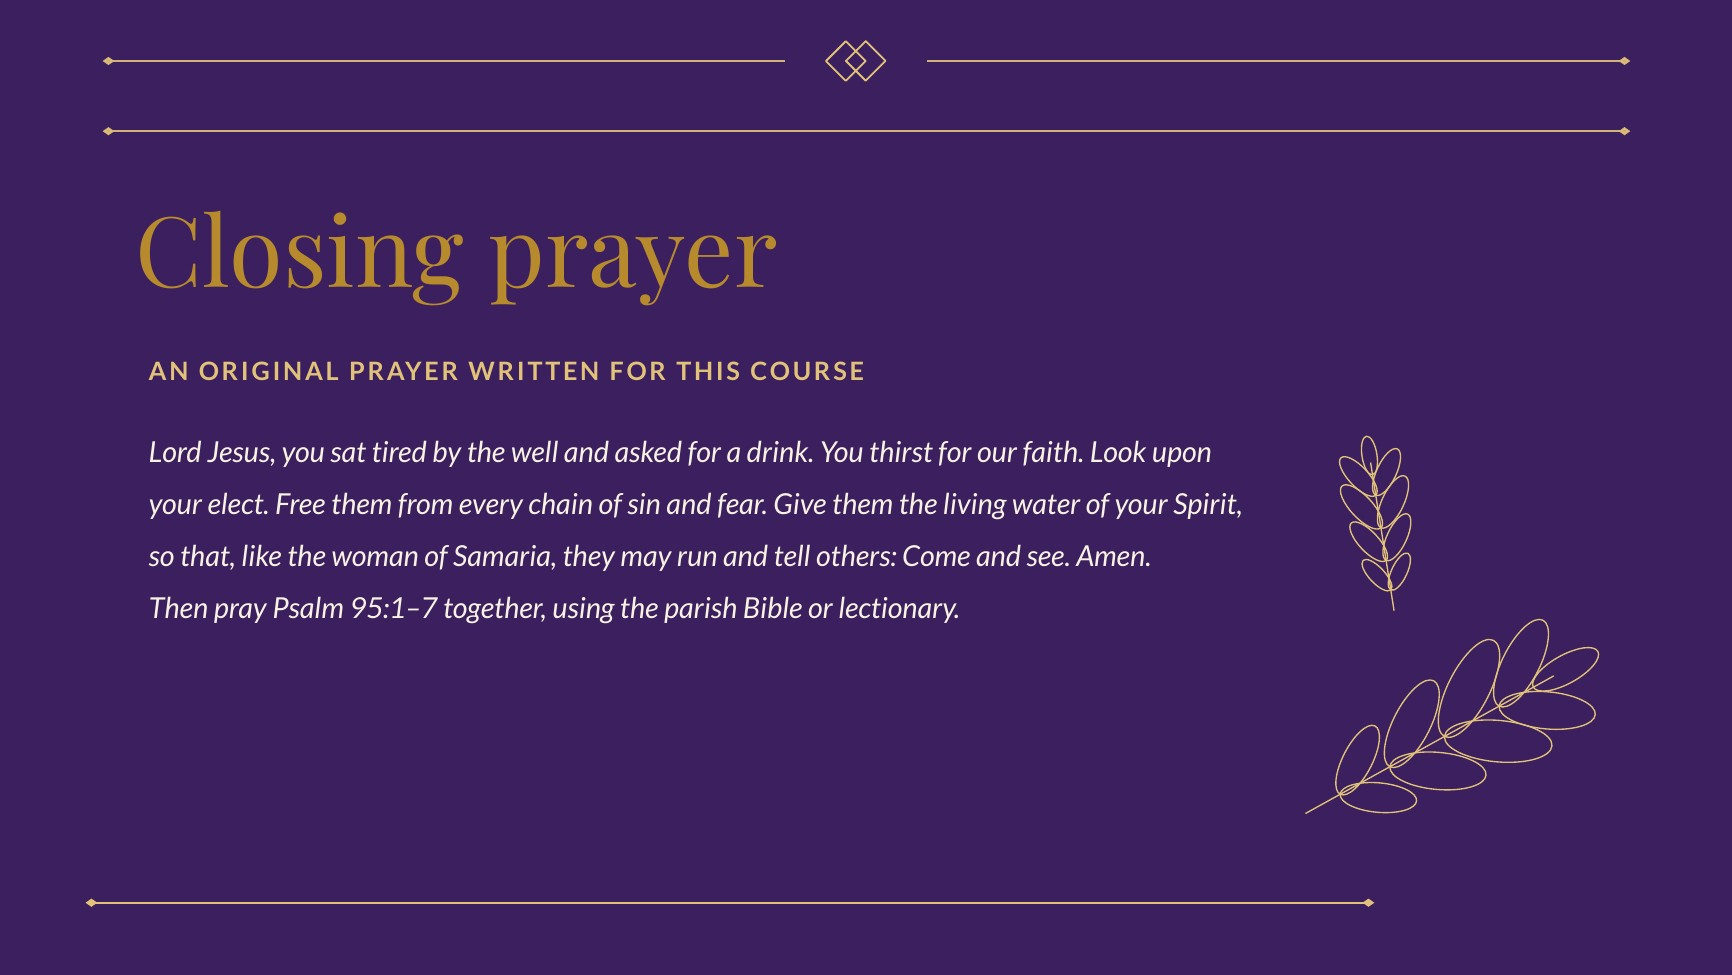 Closing prayer
AN ORIGINAL PRAYER WRITTEN FOR THIS COURSE
Lord Jesus, you sat tired by the well and asked for a drink. You thirst for our faith. Look upon
your elect. Free them from every chain of sin and fear. Give them the living water of your Spirit,
so that, like the woman of Samaria, they may run and tell others: Come and see. Amen.
Then pray Psalm 95:1–7 together, using the parish Bible or lectionary.